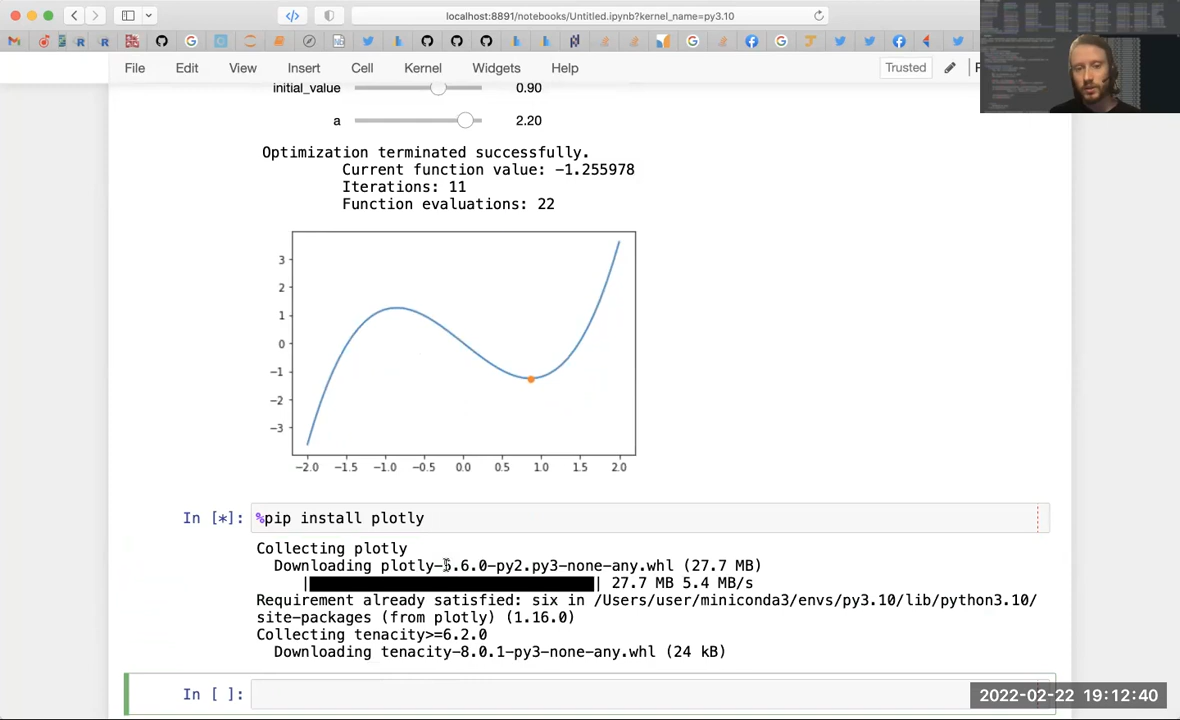 localhost:8891/notebooks/Untitled.ipynb?kernel_name=py3.10
File Edit View Insert Cell Kernel Widgets Help Trusted
initial_value 0.90
a 2.20
Optimization terminated successfully.
Current function value: -1.255978
Iterations: 11
Function evaluations: 22
3
2
1
0
−1
−2
−3
−2.0 −1.5 −1.0 −0.5 0.0 0.5 1.0 1.5 2.0
In [*]: %pip install plotly
Collecting plotly
Downloading plotly-5.6.0-py2.py3-none-any.whl (27.7 MB)
|████████████████████████████████| 27.7 MB 5.4 MB/s
Requirement already satisfied: six in /Users/user/miniconda3/envs/py3.10/lib/python3.10/
site-packages (from plotly) (1.16.0)
Collecting tenacity>=6.2.0
Downloading tenacity-8.0.1-py3-none-any.whl (24 kB)
In [ ]:
2022-02-22 19:12:40